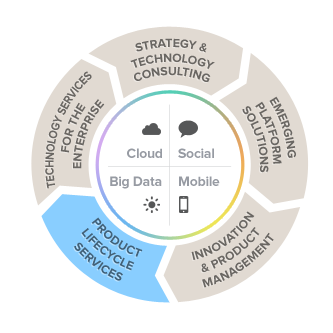 STRATEGY &
TECHNOLOGY
CONSULTING
EMERGING
PLATFORM
SOLUTIONS
INNOVATION
& PRODUCT
MANAGEMENT
PRODUCT
LIFECYCLE
SERVICES
TECHNOLOGY SERVICES
FOR THE
ENTERPRISE
Cloud
Social
Big Data
Mobile